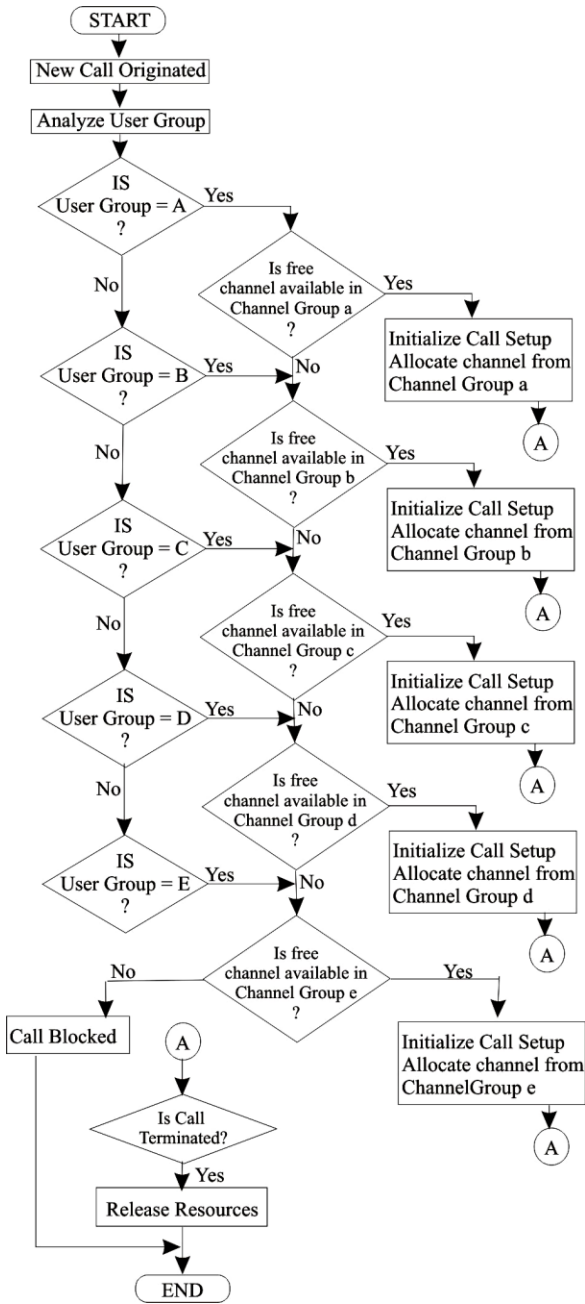 START
New Call Originated
Analyze User Group
IS
User Group = A
?
Yes
No
Is free
channel available in
Channel Group a
?
Yes
No
Initialize Call Setup
Allocate channel from
Channel Group a
A
IS
User Group = B
?
Yes
No
Is free
channel available in
Channel Group b
?
Yes
No
Initialize Call Setup
Allocate channel from
Channel Group b
A
IS
User Group = C
?
Yes
No
Is free
channel available in
Channel Group c
?
Yes
No
Initialize Call Setup
Allocate channel from
Channel Group c
A
IS
User Group = D
?
Yes
No
Is free
channel available in
Channel Group d
?
Yes
No
Initialize Call Setup
Allocate channel from
Channel Group d
A
IS
User Group = E
?
Yes
Is free
channel available in
Channel Group e
?
No
Yes
Call Blocked
Initialize Call Setup
Allocate channel from
ChannelGroup e
A
A
Is Call
Terminated?
Yes
Release Resources
END